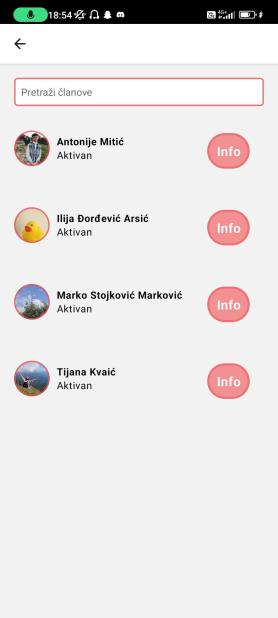 18:54
4G+
Pretraži članove
Antonije Mitić
Aktivan
Info
Ilija Đorđević Arsić
Aktivan
Info
Marko Stojković Marković
Aktivan
Info
Tijana Kvaić
Aktivan
Info